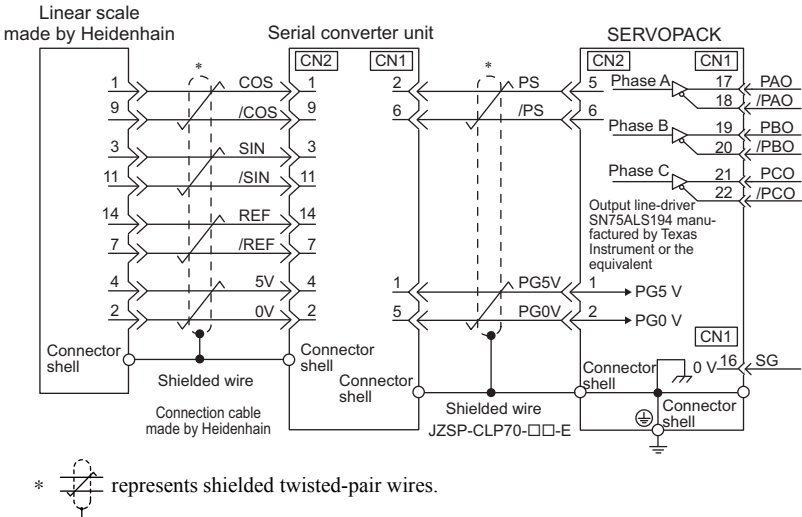 Linear scale
made by Heidenhain
Serial converter unit
SERVOPACK
CN2 CN1
CN2 CN1
* *
1 COS 1 2 PS 5 Phase A 17 PAO
18 /PAO
9 /COS 9 6 /PS 6
Phase B 19 PBO
20 /PBO
3 SIN 3
11 /SIN 11
Phase C 21 PCO
22 /PCO
14 REF 14
7 /REF 7
Output line-driver
SN75ALS194 manu-
factured by Texas
Instrument or the
equivalent
4 5V 4 1 PG5V 1 PG5 V
2 0V 2 5 PG0V 2 PG0 V
CN1
Connector
shell
Connector
shell
Connector
shell
Connector
shell
0 V 16 SG
Connector
shell
Shielded wire
Connection cable
made by Heidenhain
Shielded wire
JZSP-CLP70-□□-E
* represents shielded twisted-pair wires.